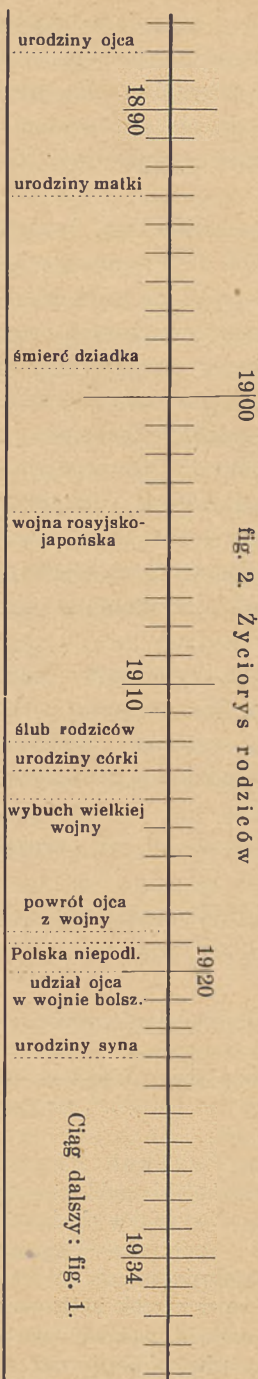 urodziny ojca
1890
urodziny matki
śmierć dziadka
1900
fig. 2. Życiorys rodziców
wojna rosyjsko-
japońska
1910
ślub rodziców
urodziny córki
wybuch wielkiej
wojny
powrót ojca
z wojny
Polska niepodl.
1920
udział ojca
w wojnie bolsz.
urodziny syna
Ciąg dalszy: fig. 1.
1934